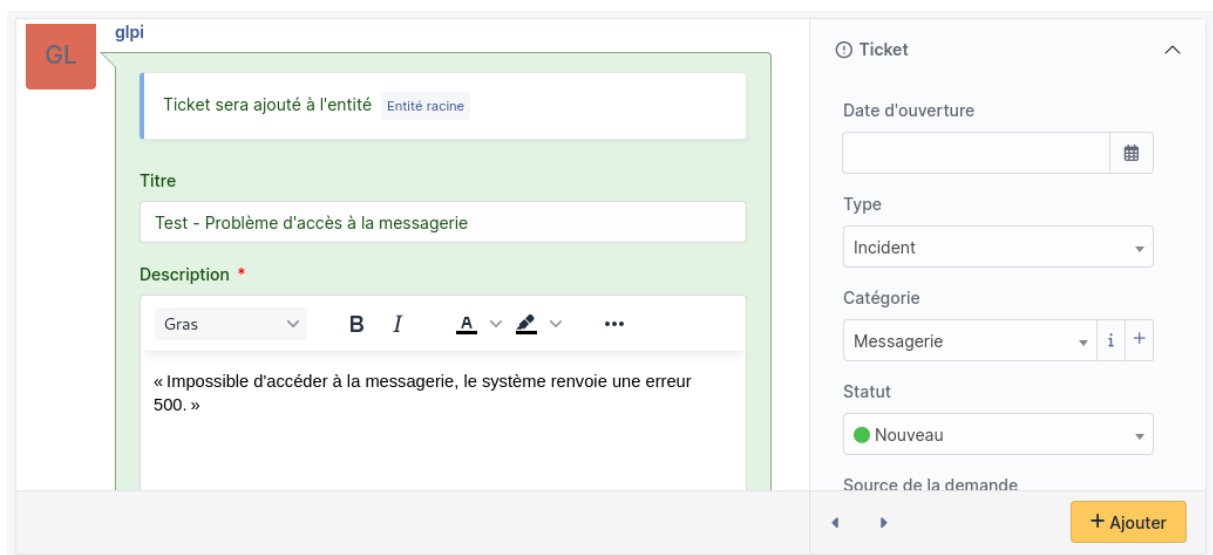 GL
glpi
Ticket sera ajouté à l'entité Entité racine
Titre
Test - Problème d'accès à la messagerie
Description *
Gras B I A •••
« Impossible d'accéder à la messagerie, le système renvoie une erreur
500. »
Ticket
Date d'ouverture
Type
Incident
Catégorie
Messagerie i +
Statut
Nouveau
Source de la demande
+ Ajouter